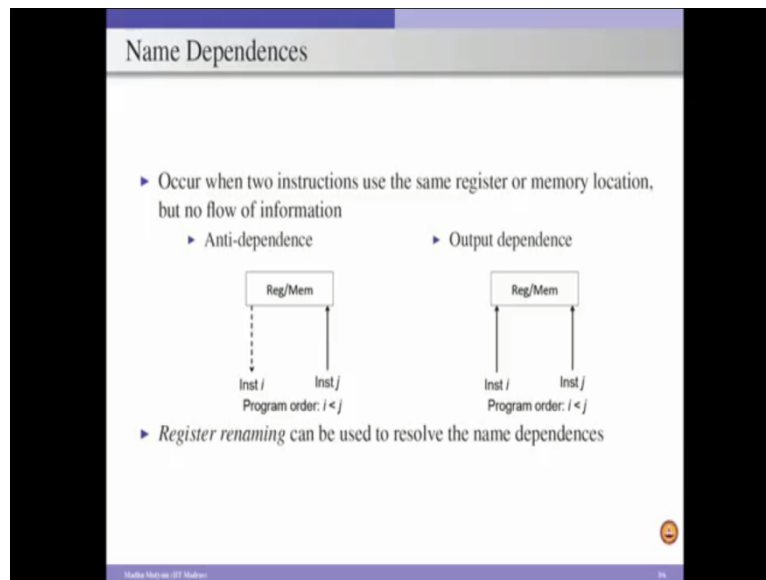 Name Dependences
▸ Occur when two instructions use the same register or memory location,
but no flow of information
▸ Anti-dependence
▸ Output dependence
Reg/Mem
Reg/Mem
Inst i
Inst j
Inst i
Inst j
Program order: i < j
Program order: i < j
▸ Register renaming can be used to resolve the name dependences
(IIT Madras)